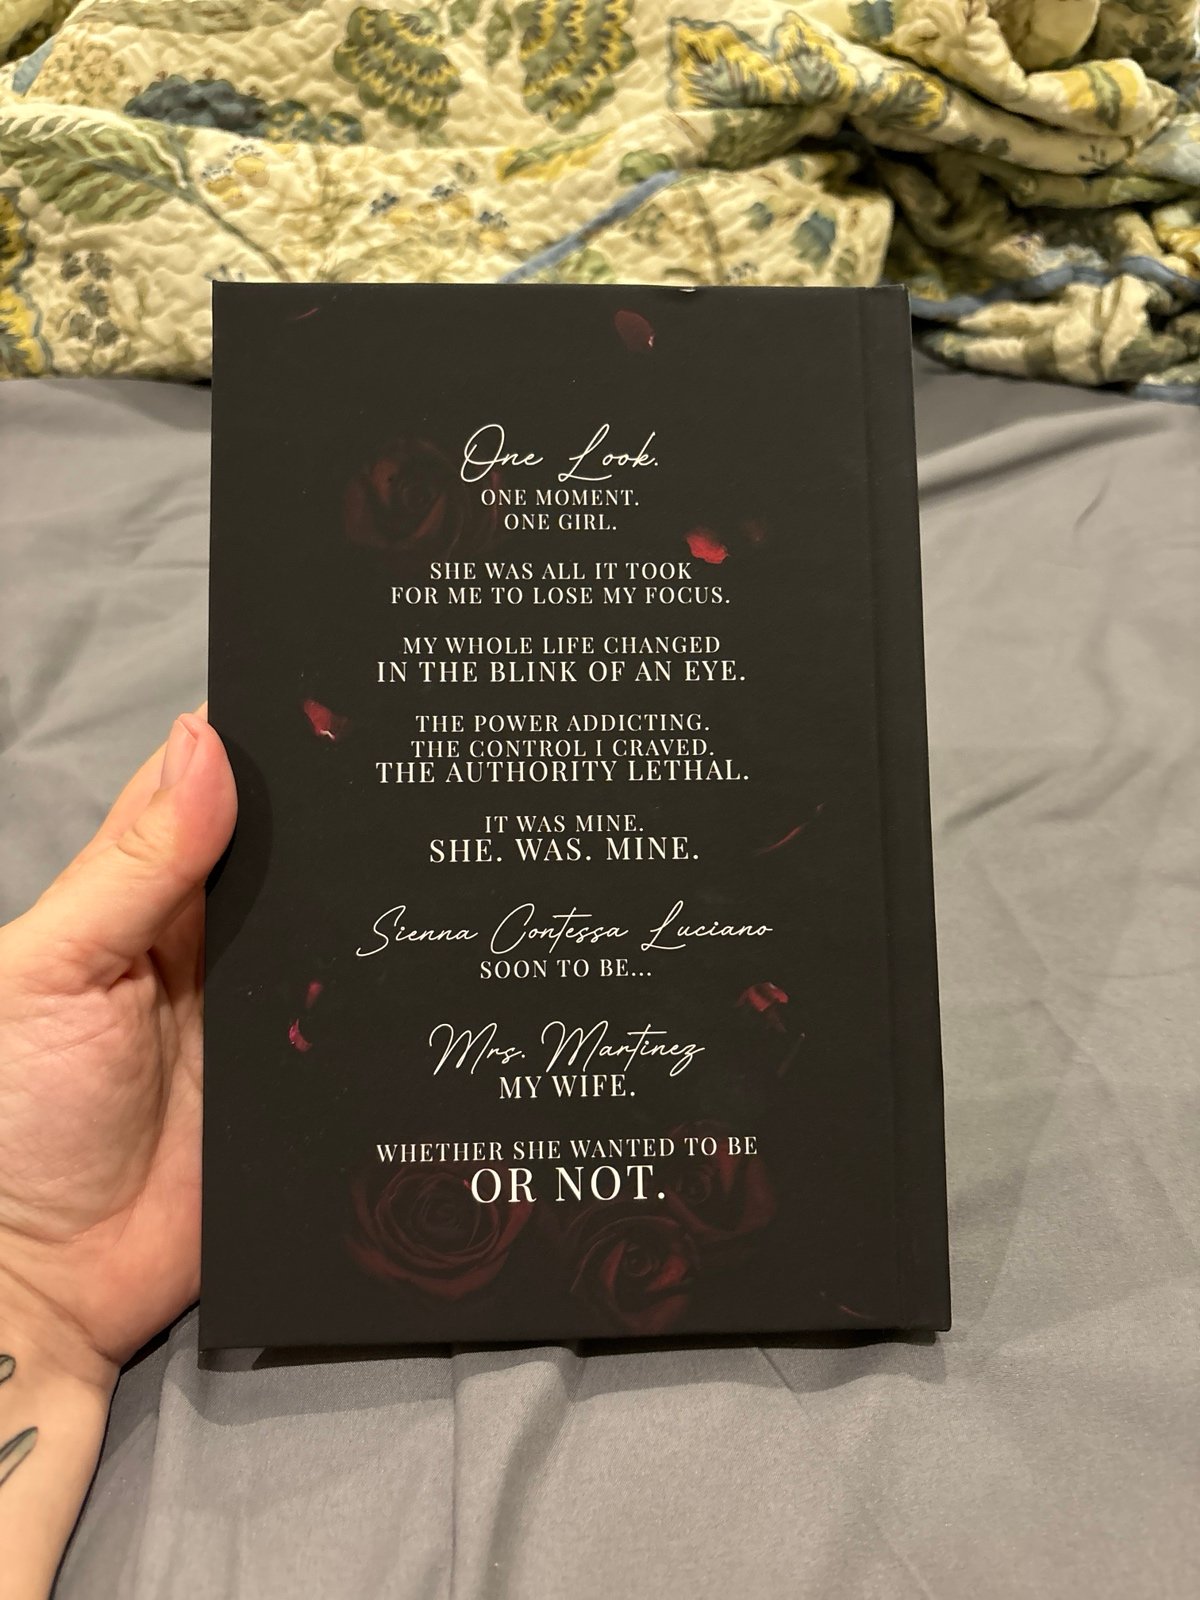 One Look.
ONE MOMENT.
ONE GIRL.
SHE WAS ALL IT TOOK
FOR ME TO LOSE MY FOCUS.
MY WHOLE LIFE CHANGED
IN THE BLINK OF AN EYE.
THE POWER ADDICTING.
THE CONTROL I CRAVED.
THE AUTHORITY LETHAL.
IT WAS MINE.
SHE. WAS. MINE.
Sienna Contessa Luciano
SOON TO BE...
Mrs. Martinez
MY WIFE.
WHETHER SHE WANTED TO BE
OR NOT.